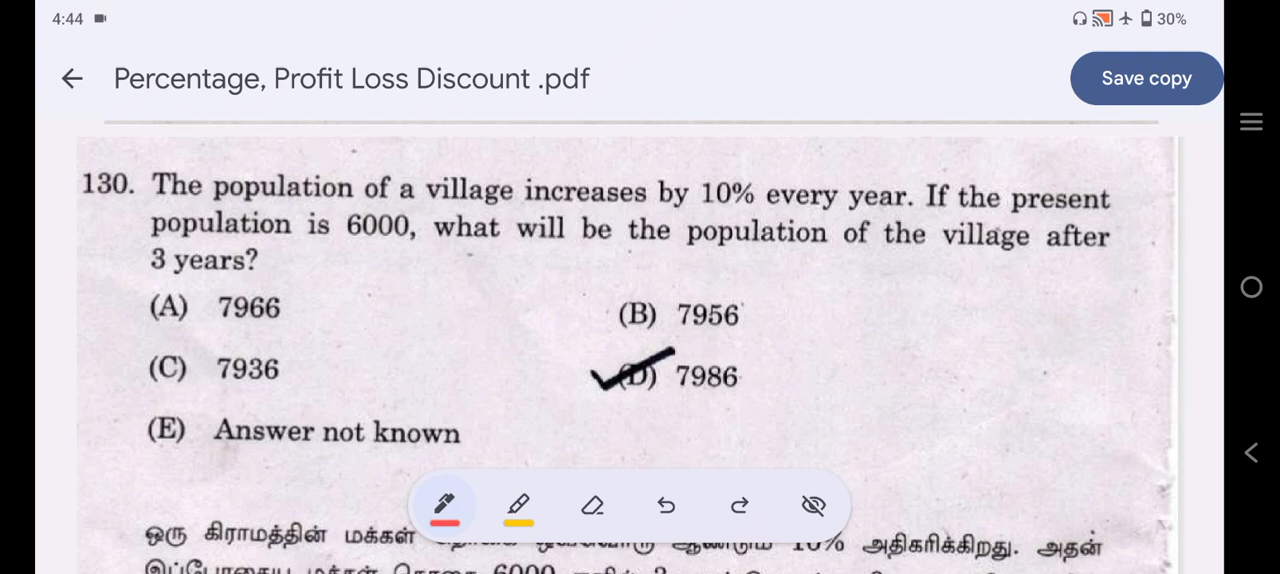 4:44
30%
Percentage, Profit Loss Discount .pdf
Save copy
130. The population of a village increases by 10% every year. If the present
population is 6000, what will be the population of the village after
3 years?
(A) 7966
(B) 7956
(C) 7936
(D) 7986
(E) Answer not known
ஒரு கிராமத்தின் மக்கள் 10% அதிகரிக்கிறது. அதன்
6000